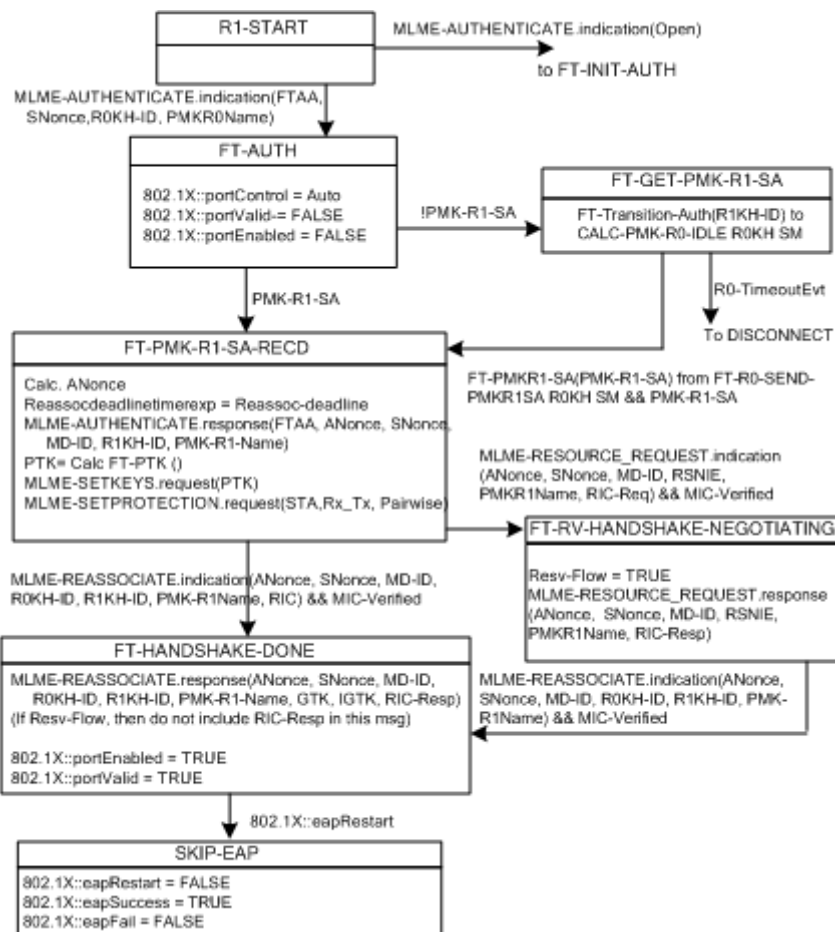 R1-START
MLME-AUTHENTICATE.indication(Open)
to FT-INIT-AUTH
MLME-AUTHENTICATE.indication(FTAA,
SNonce,R0KH-ID, PMKR0Name)
FT-AUTH
802.1X::portControl = Auto
802.1X::portValid-= FALSE
802.1X::portEnabled = FALSE
!PMK-R1-SA
FT-GET-PMK-R1-SA
FT-Transition-Auth(R1KH-ID) to
CALC-PMK-R0-IDLE R0KH SM
PMK-R1-SA
R0-TimeoutEvt
To DISCONNECT
FT-PMK-R1-SA-RECD
Calc. ANonce
Reassocdeadlinetimerexp = Reassoc-deadline
MLME-AUTHENTICATE.response(FTAA, ANonce, SNonce,
MD-ID, R1KH-ID, PMK-R1-Name)
PTK= Calc FT-PTK ()
MLME-SETKEYS.request(PTK)
MLME-SETPROTECTION.request(STA,Rx_Tx, Pairwise)
FT-PMKR1-SA(PMK-R1-SA) from FT-R0-SEND-
PMKR1SA R0KH SM && PMK-R1-SA
MLME-RESOURCE_REQUEST.indication
(ANonce, SNonce, MD-ID, RSNIE,
PMKR1Name, RIC-Req) && MIC-Verified
FT-RV-HANDSHAKE-NEGOTIATING
Resv-Flow = TRUE
MLME-RESOURCE_REQUEST.response
(ANonce, SNonce, MD-ID, RSNIE,
PMKR1Name, RIC-Resp)
MLME-REASSOCIATE.indication(ANonce, SNonce, MD-ID,
R0KH-ID, R1KH-ID, PMK-R1Name, RIC) && MIC-Verified
FT-HANDSHAKE-DONE
MLME-REASSOCIATE.response(ANonce, SNonce, MD-ID,
R0KH-ID, R1KH-ID, PMK-R1-Name, GTK, IGTK, RIC-Resp)
(If Resv-Flow, then do not include RIC-Resp in this msg)
802.1X::portEnabled = TRUE
802.1X::portValid = TRUE
MLME-REASSOCIATE.indication(ANonce,
SNonce, MD-ID, R0KH-ID, R1KH-ID, PMK-
R1Name) && MIC-Verified
802.1X::eapRestart
SKIP-EAP
802.1X::eapRestart = FALSE
802.1X::eapSuccess = TRUE
802.1X::eapFail = FALSE